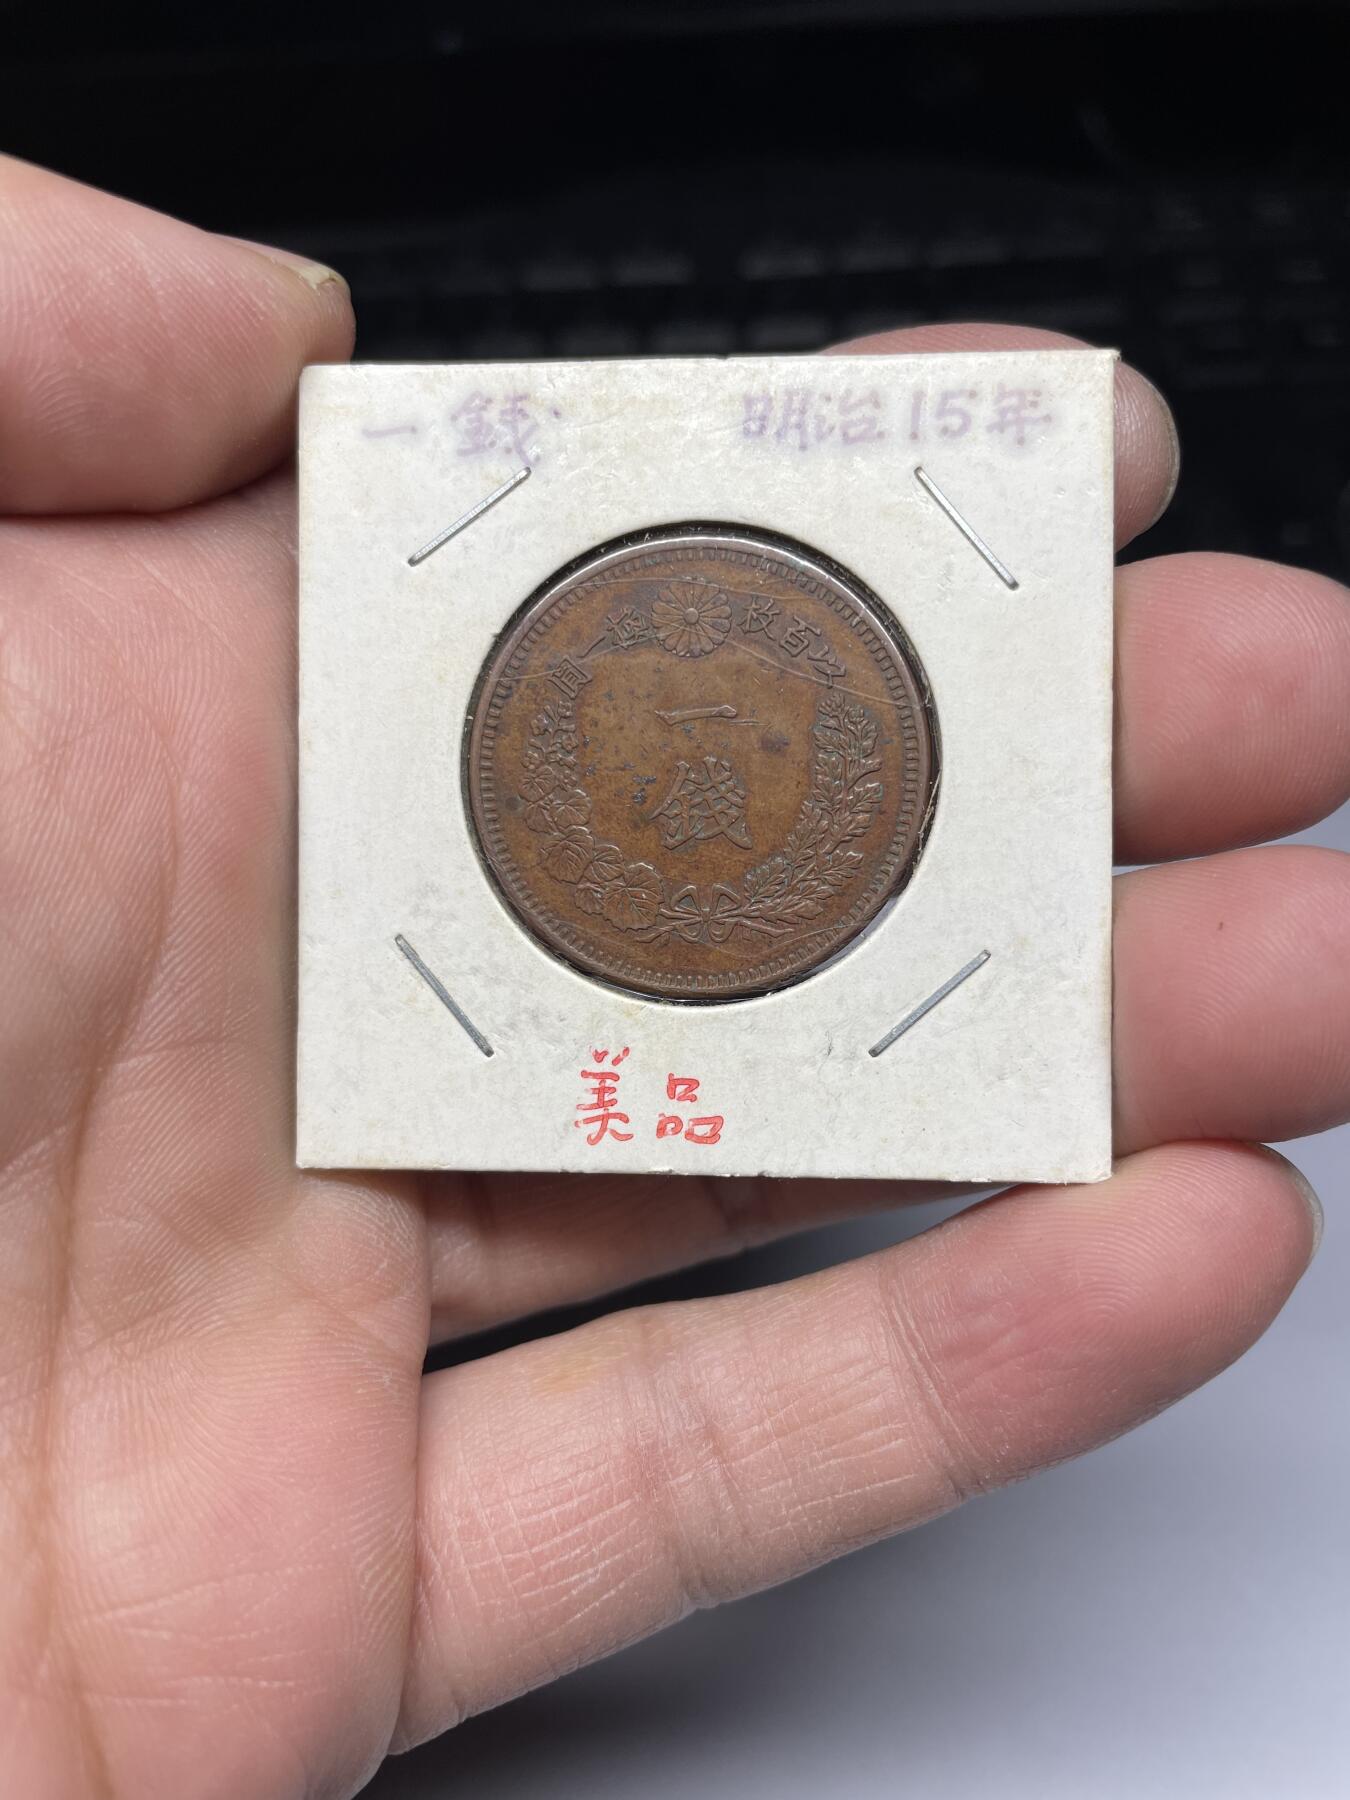 一銭 明治15年
以百枚換一圓
一
錢
美品